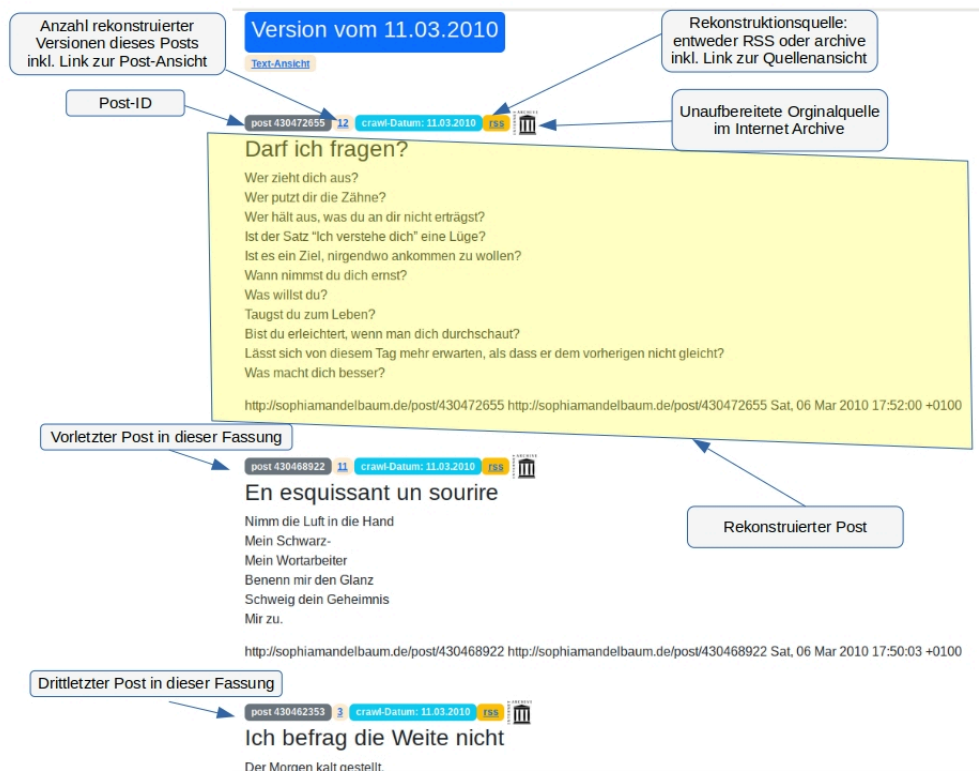 Anzahl rekonstruierter
Versionen dieses Posts
inkl. Link zur Post-Ansicht
Version vom 11.03.2010
Rekonstruktionsquelle:
entweder RSS oder archive
inkl. Link zur Quellenansicht
Text-Ansicht
Post-ID
Unaufbereitete Orginalquelle
im Internet Archive
post 430472655 12 crawl-Datum: 11.03.2010 rss
Darf ich fragen?
Wer zieht dich aus?
Wer putzt dir die Zähne?
Wer hält aus, was du an dir nicht erträgst?
Ist der Satz “Ich verstehe dich” eine Lüge?
Ist es ein Ziel, nirgendwo ankommen zu wollen?
Wann nimmst du dich ernst?
Was willst du?
Taugst du zum Leben?
Bist du erleichtert, wenn man dich durchschaut?
Lässt sich von diesem Tag mehr erwarten, als dass er dem vorherigen nicht gleicht?
Was macht dich besser?
http://sophiamandelbaum.de/post/430472655 http://sophiamandelbaum.de/post/430472655 Sat, 06 Mar 2010 17:52:00 +0100
Vorletzter Post in dieser Fassung
post 430468922 11 crawl-Datum: 11.03.2010 rss
En esquissant un sourire
Nimm die Luft in die Hand
Mein Schwarz-
Mein Wortarbeiter
Benenn mir den Glanz
Schweig dein Geheimnis
Mir zu.
Rekonstruierter Post
http://sophiamandelbaum.de/post/430468922 http://sophiamandelbaum.de/post/430468922 Sat, 06 Mar 2010 17:50:03 +0100
Drittletzter Post in dieser Fassung
post 430462353 3 crawl-Datum: 11.03.2010 rss
Ich befrag die Weite nicht
Der Morgen kalt gestellt.